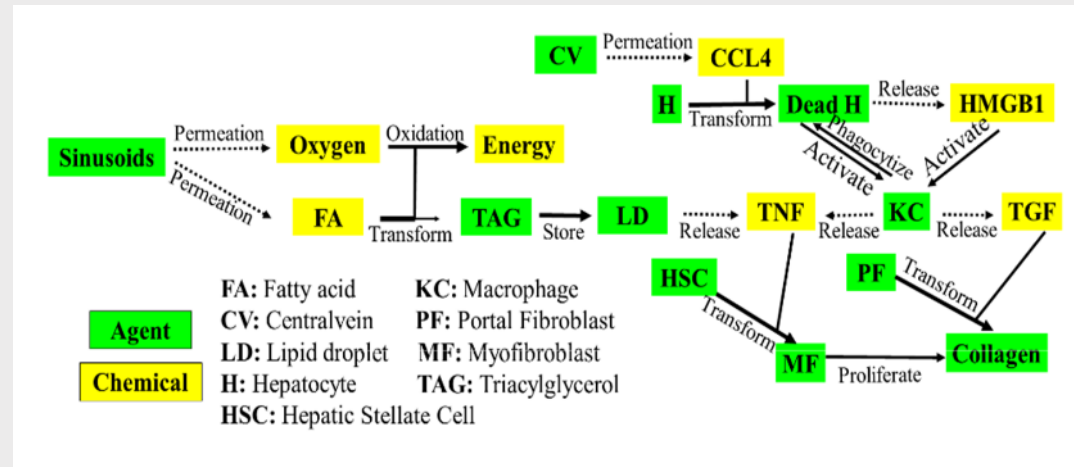 CV
Permeation
CCL4
H
Transform
Dead H
Release
HMGB1
Phagocytize
Activate
Activate
Sinusoids
Permeation
Oxygen
Oxidation
Energy
Permeation
FA
Transform
TAG
Store
LD
Release
TNF
Release
KC
Release
TGF
HSC
Transform
PF
Transform
MF
Proliferate
Collagen
Agent
Chemical
FA: Fatty acid
KC: Macrophage
CV: Centralvein
PF: Portal Fibroblast
LD: Lipid droplet
MF: Myofibroblast
H: Hepatocyte
TAG: Triacylglycerol
HSC: Hepatic Stellate Cell